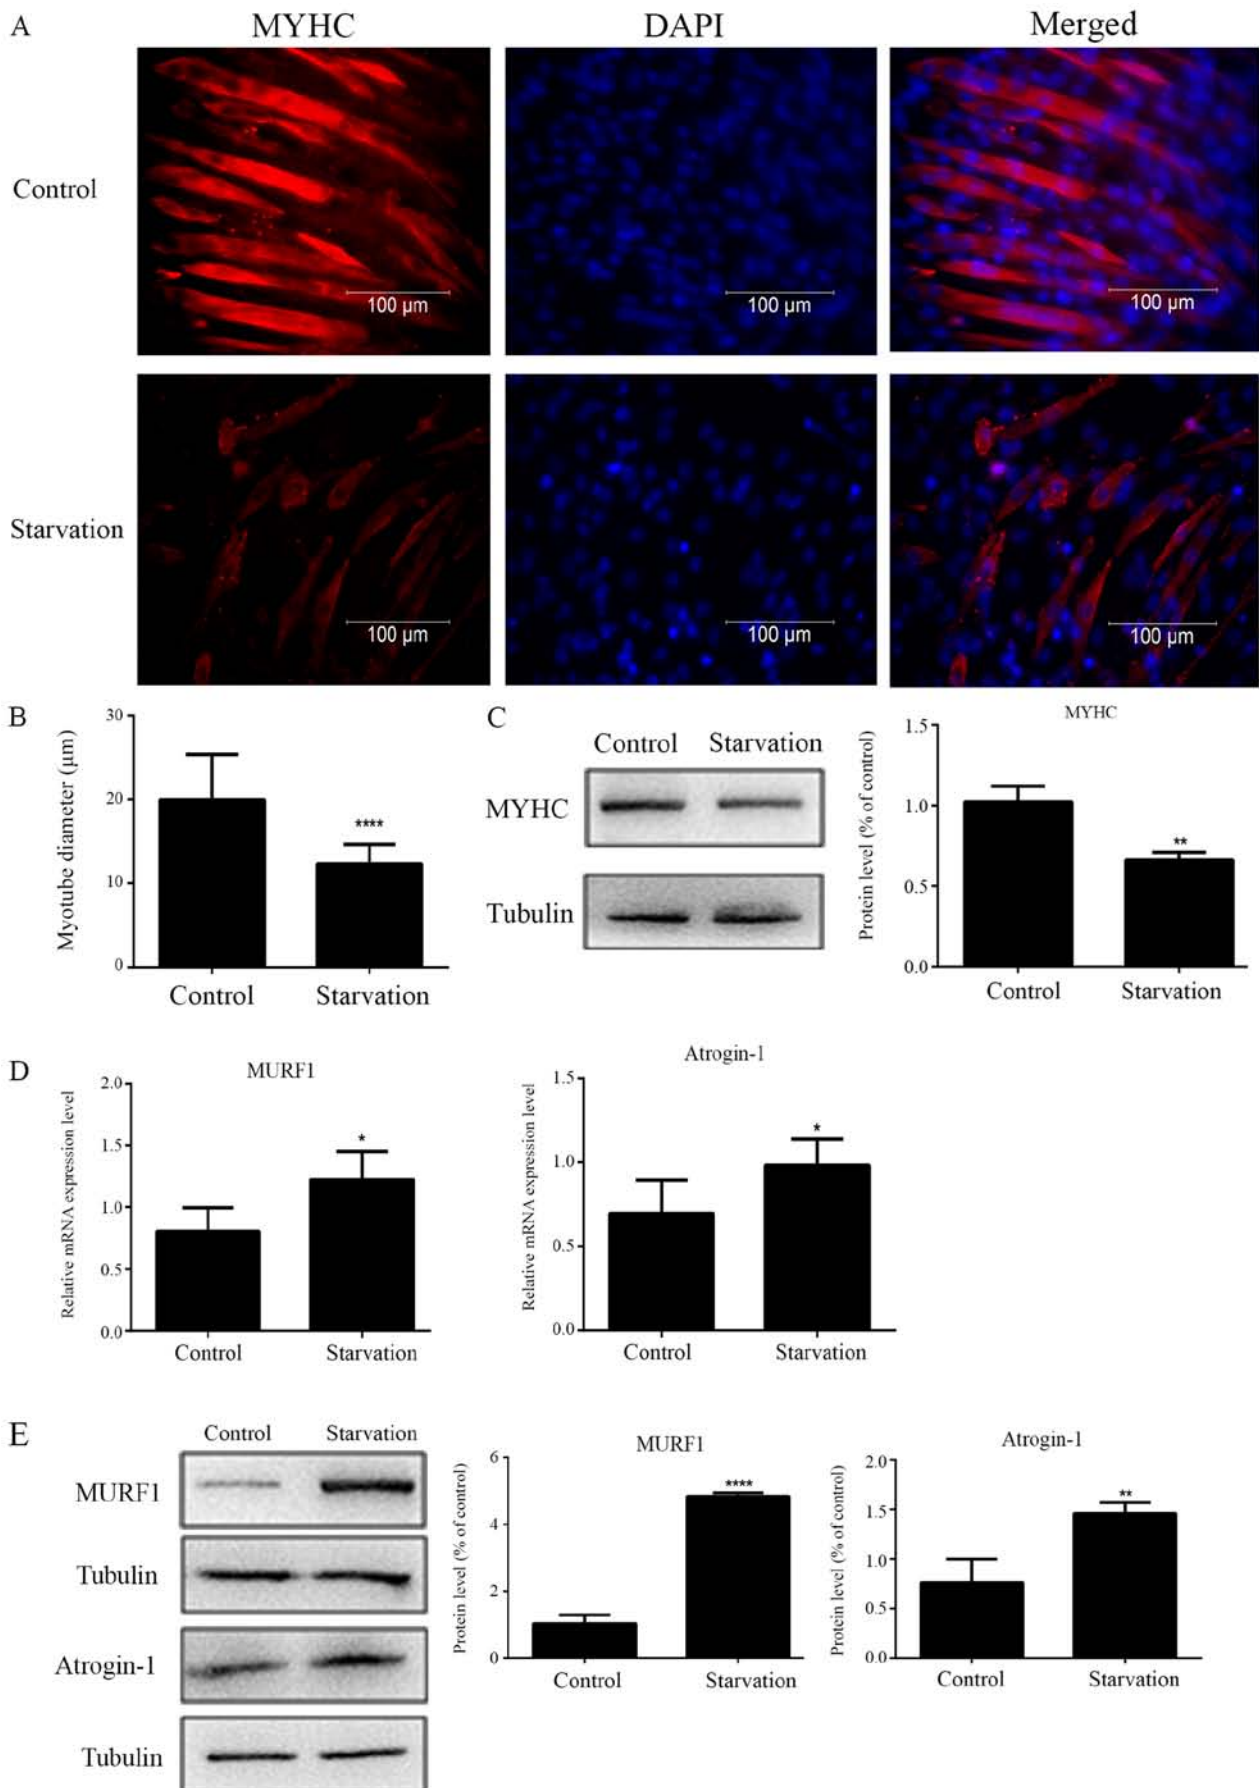 A
MYHC
DAPI
Merged
Control
100 µm
100 µm
100 µm
Starvation
100 µm
100 µm
100 µm
B
Myotube diameter (µm)
30
20
10
0
Control
Starvation
****
C
Control
Starvation
MYHC
Tubulin
MYHC
Protein level (% of control)
1.5
1.0
0.5
0.0
**
Control
Starvation
D
MURF1
Relative mRNA expression level
2.0
1.5
1.0
0.5
0.0
*
Control
Starvation
Atrogin-1
Relative mRNA expression level
1.5
1.0
0.5
0.0
*
Control
Starvation
E
Control
Starvation
MURF1
Tubulin
Atrogin-1
Tubulin
MURF1
Protein level (% of control)
6
4
2
0
****
Control
Starvation
Atrogin-1
Protein level (% of control)
2.0
1.5
1.0
0.5
0.0
**
Control
Starvation